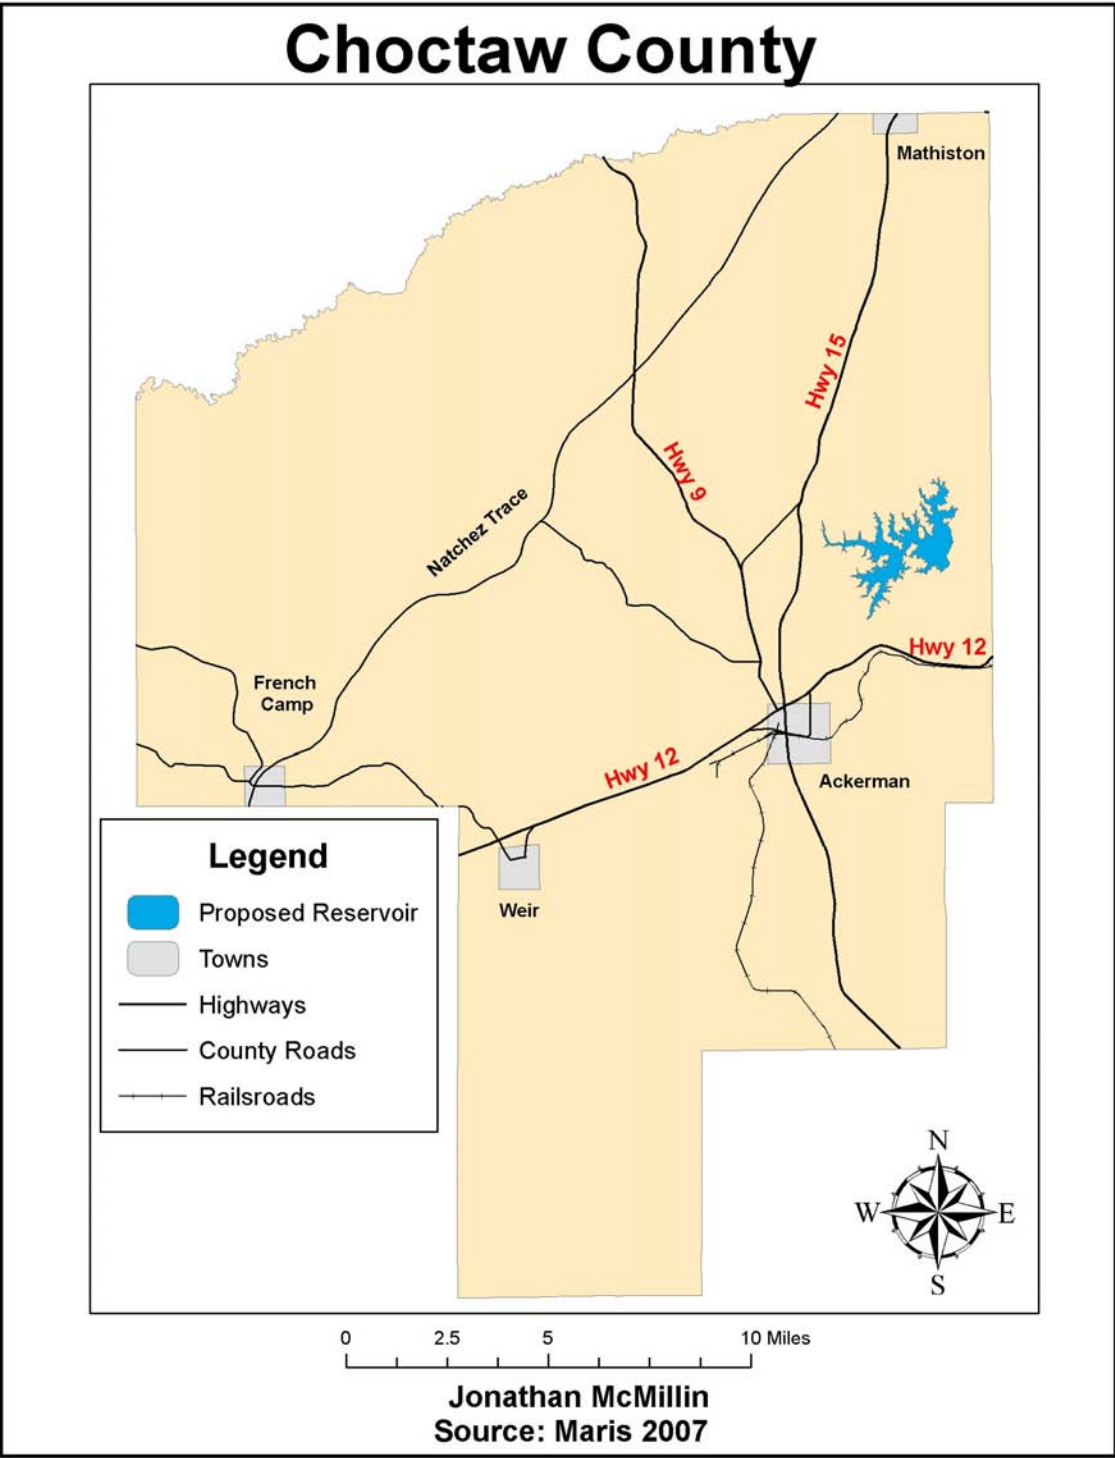 Choctaw County
Mathiston
Hwy 15
Hwy 9
Natchez Trace
Hwy 12
French
Camp
Hwy 12
Ackerman
Weir
Legend
Proposed Reservoir
Towns
Highways
County Roads
Railsroads
N
W
E
S
0 2.5 5 10 Miles
Jonathan McMillin
Source: Maris 2007